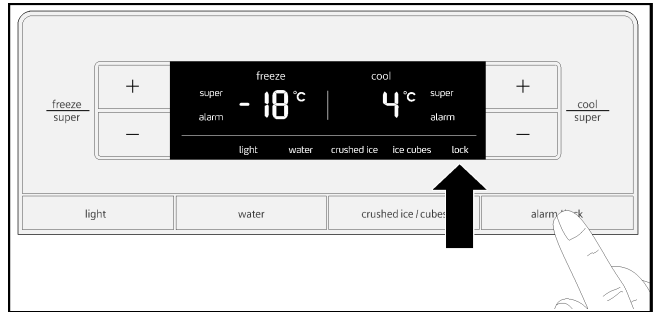 freeze
super
+
−
freeze cool
super - 18 °C 4 °C super
alarm alarm
light water crushed ice ice cubes lock
+
−
cool
super
light water crushed ice / cubes alarm